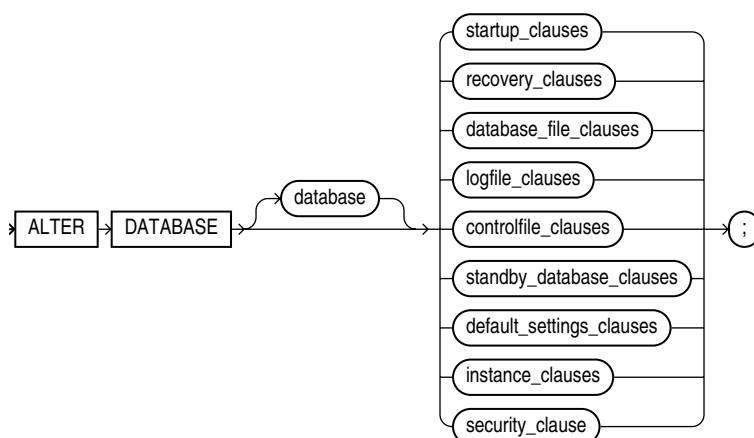 startup_clauses
recovery_clauses
database_file_clauses
logfile_clauses
database
ALTER DATABASE controlfile_clauses ;
standby_database_clauses
default_settings_clauses
instance_clauses
security_clause